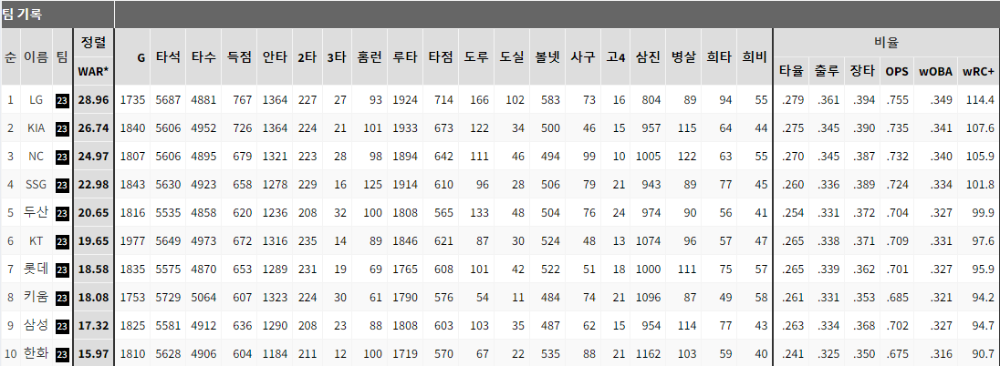 팀 기록
순 이름 팀 정렬 G 타석 타수 득점 안타 2타 3타 홈런 루타 타점 도루 도실 볼넷 사구 고4 삼진 병살 희타 희비 비율
WAR* 타율 출루 장타 OPS wOBA wRC+
1 LG 23 28.96 1735 5687 4881 767 1364 227 27 93 1924 714 166 102 583 73 16 804 89 94 55 .279 .361 .394 .755 .349 114.4
2 KIA 23 26.74 1840 5606 4952 726 1364 224 21 101 1933 673 122 34 500 46 15 957 115 64 44 .275 .345 .390 .735 .341 107.6
3 NC 23 24.97 1807 5606 4895 679 1321 223 28 98 1894 642 111 46 494 99 10 1005 122 63 55 .270 .345 .387 .732 .340 105.9
4 SSG 23 22.98 1843 5630 4923 658 1278 229 16 125 1914 610 96 28 506 79 21 943 89 77 45 .260 .336 .389 .724 .334 101.8
5 두산 23 20.65 1816 5535 4858 620 1236 208 32 100 1808 565 133 48 504 76 24 974 90 56 41 .254 .331 .372 .704 .327 99.9
6 KT 23 19.65 1977 5649 4973 672 1316 235 14 89 1846 621 87 30 524 48 13 1074 96 57 47 .265 .338 .371 .709 .331 97.6
7 롯데 23 18.58 1835 5575 4870 653 1289 231 19 69 1765 608 101 42 522 51 18 1000 111 75 57 .265 .339 .362 .701 .327 95.9
8 키움 23 18.08 1753 5729 5064 607 1323 224 30 61 1790 576 54 11 484 74 21 1096 87 49 58 .261 .331 .353 .685 .321 94.2
9 삼성 23 17.32 1825 5581 4912 636 1290 208 23 88 1808 603 103 35 487 62 15 954 114 77 43 .263 .334 .368 .702 .327 94.7
10 한화 23 15.97 1810 5628 4906 604 1184 211 12 100 1719 570 67 22 535 88 21 1162 103 59 40 .241 .325 .350 .675 .316 90.7